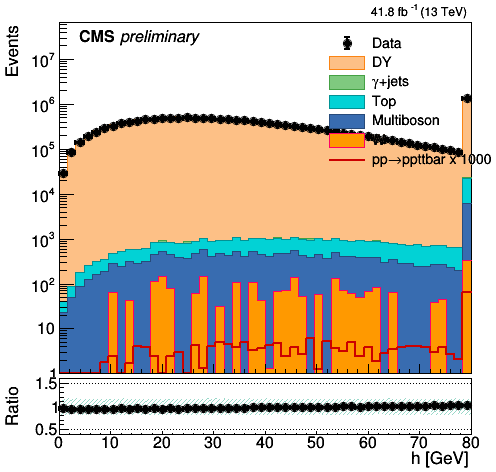 41.8 fb⁻¹ (13 TeV)
CMS preliminary
Events
Data
DY
γ+jets
Top
Multiboson
pp→ppttbar x 1000
10⁷
10⁶
10⁵
10⁴
10³
10²
10
1
Ratio
1.5
1
0.5
0 10 20 30 40 50 60 70 80
h [GeV]